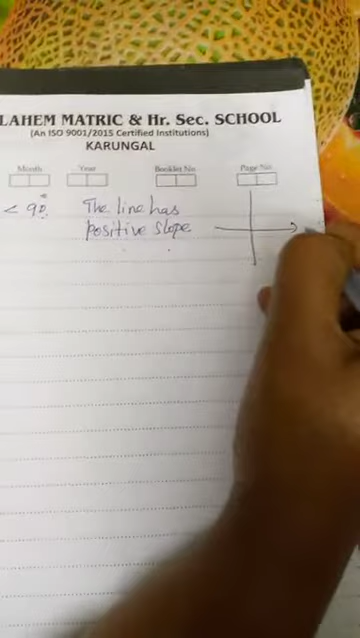 LAHEM MATRIC & Hr. Sec. SCHOOL
(An ISO 9001/2015 Certified Institutions)
KARUNGAL
Month Year Booklet No Page No
< 90° The line has
positive slope